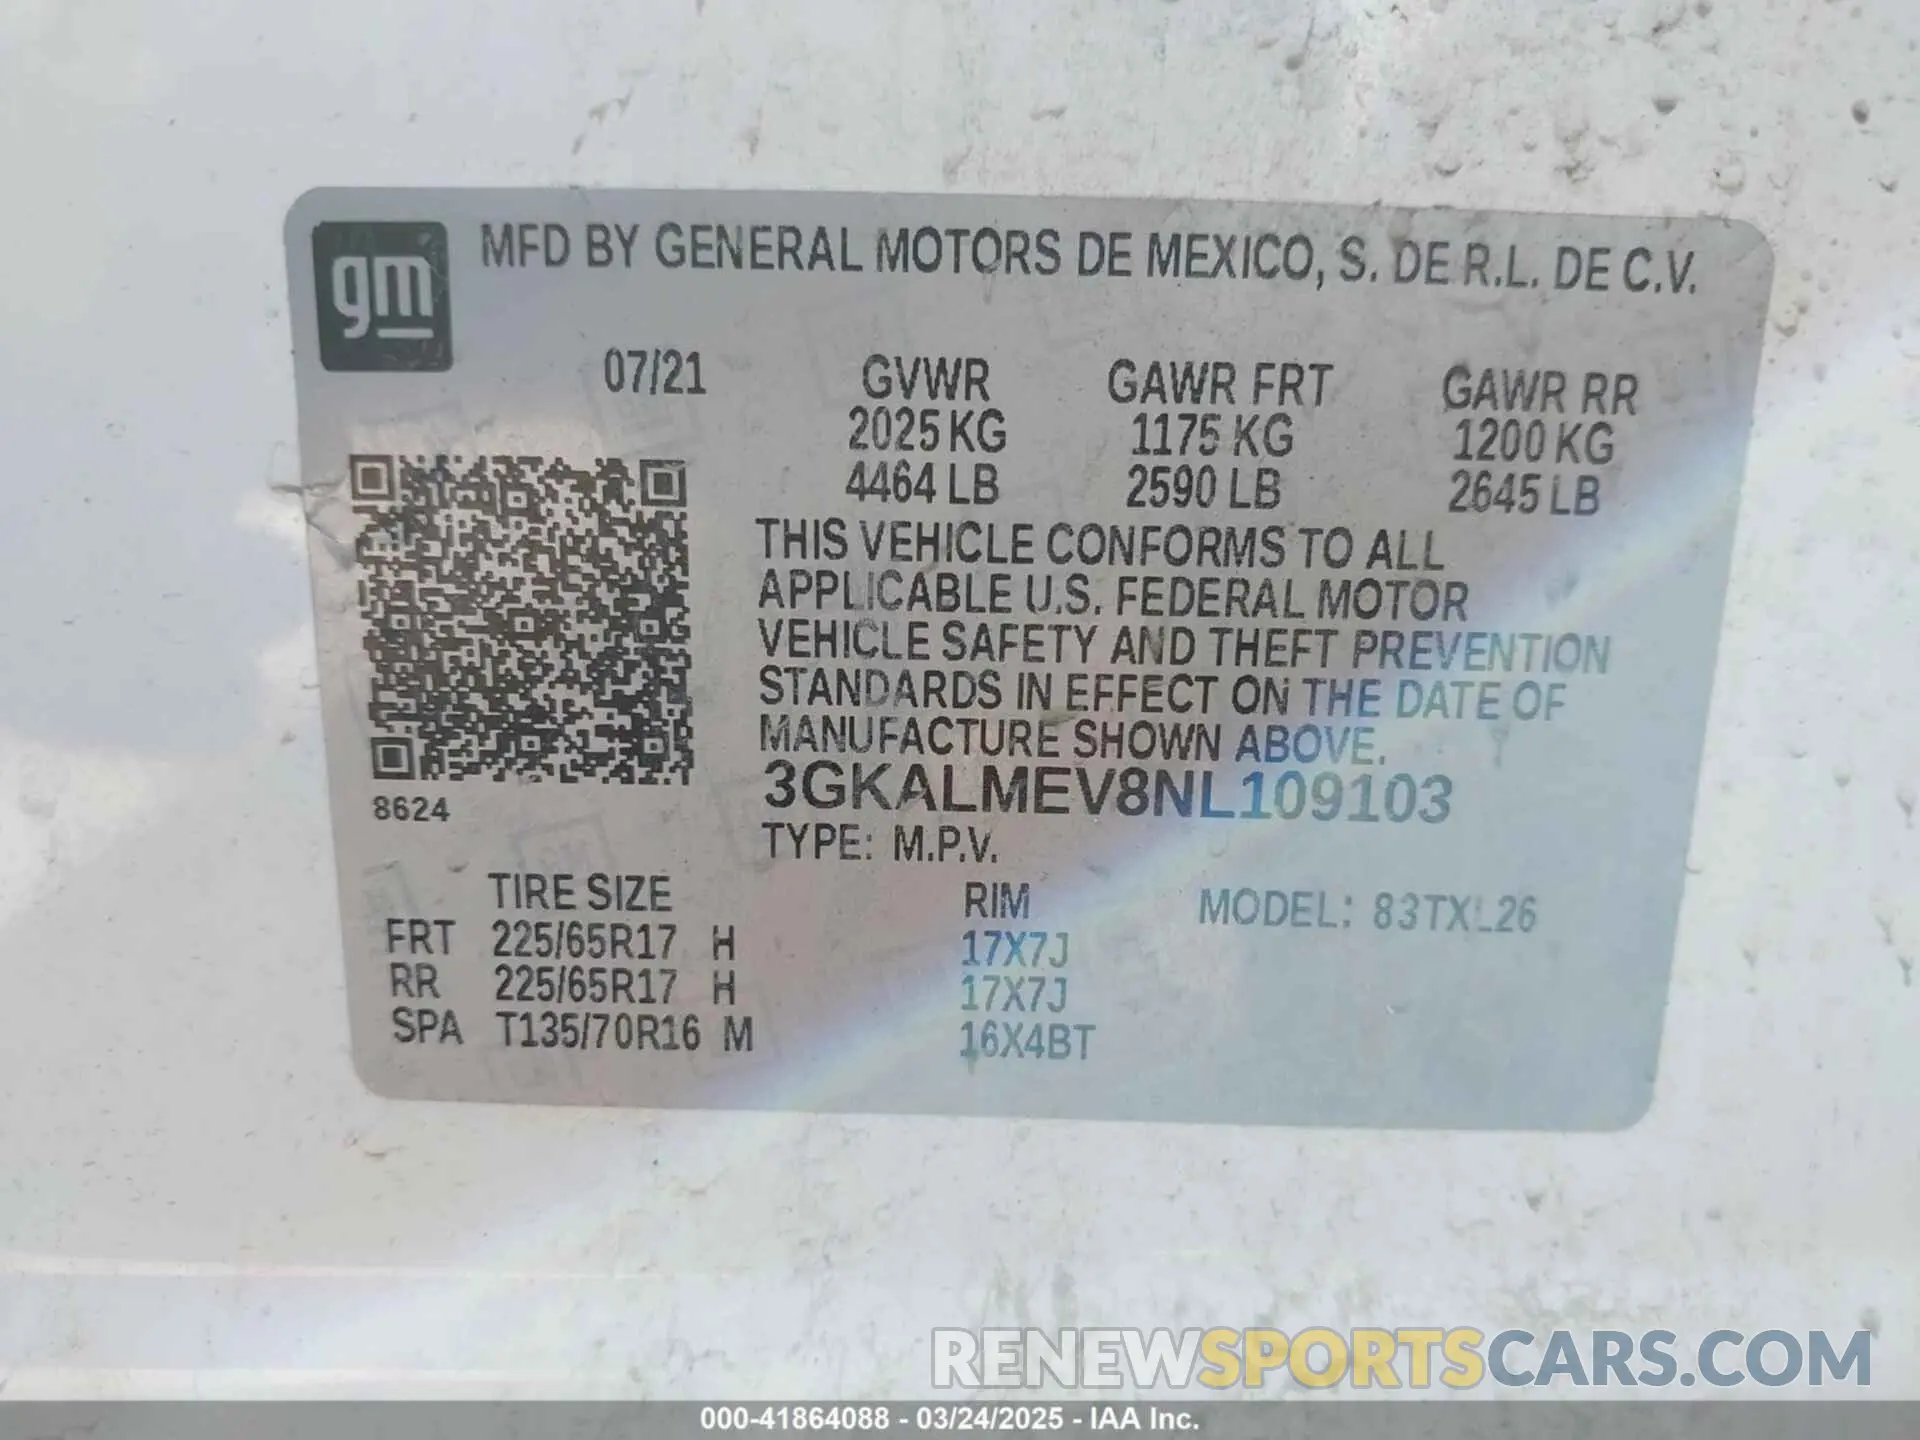 gm
MFD BY GENERAL MOTORS DE MEXICO, S. DE R.L. DE C.V.
07/21 GVWR GAWR FRT GAWR RR
2025 KG 1175 KG 1200 KG
4464 LB 2590 LB 2645 LB
THIS VEHICLE CONFORMS TO ALL
APPLICABLE U.S. FEDERAL MOTOR
VEHICLE SAFETY AND THEFT PREVENTION
STANDARDS IN EFFECT ON THE DATE OF
MANUFACTURE SHOWN ABOVE.
3GKALMEV8NL109103
8624
TYPE: M.P.V.
TIRE SIZE RIM MODEL: 83TXL26
FRT 225/65R17 H 17X7J
RR 225/65R17 H 17X7J
SPA T135/70R16 M 16X4BT
RENEWSPORTSCARS.COM
000-41864088 - 03/24/2025 - IAA Inc.